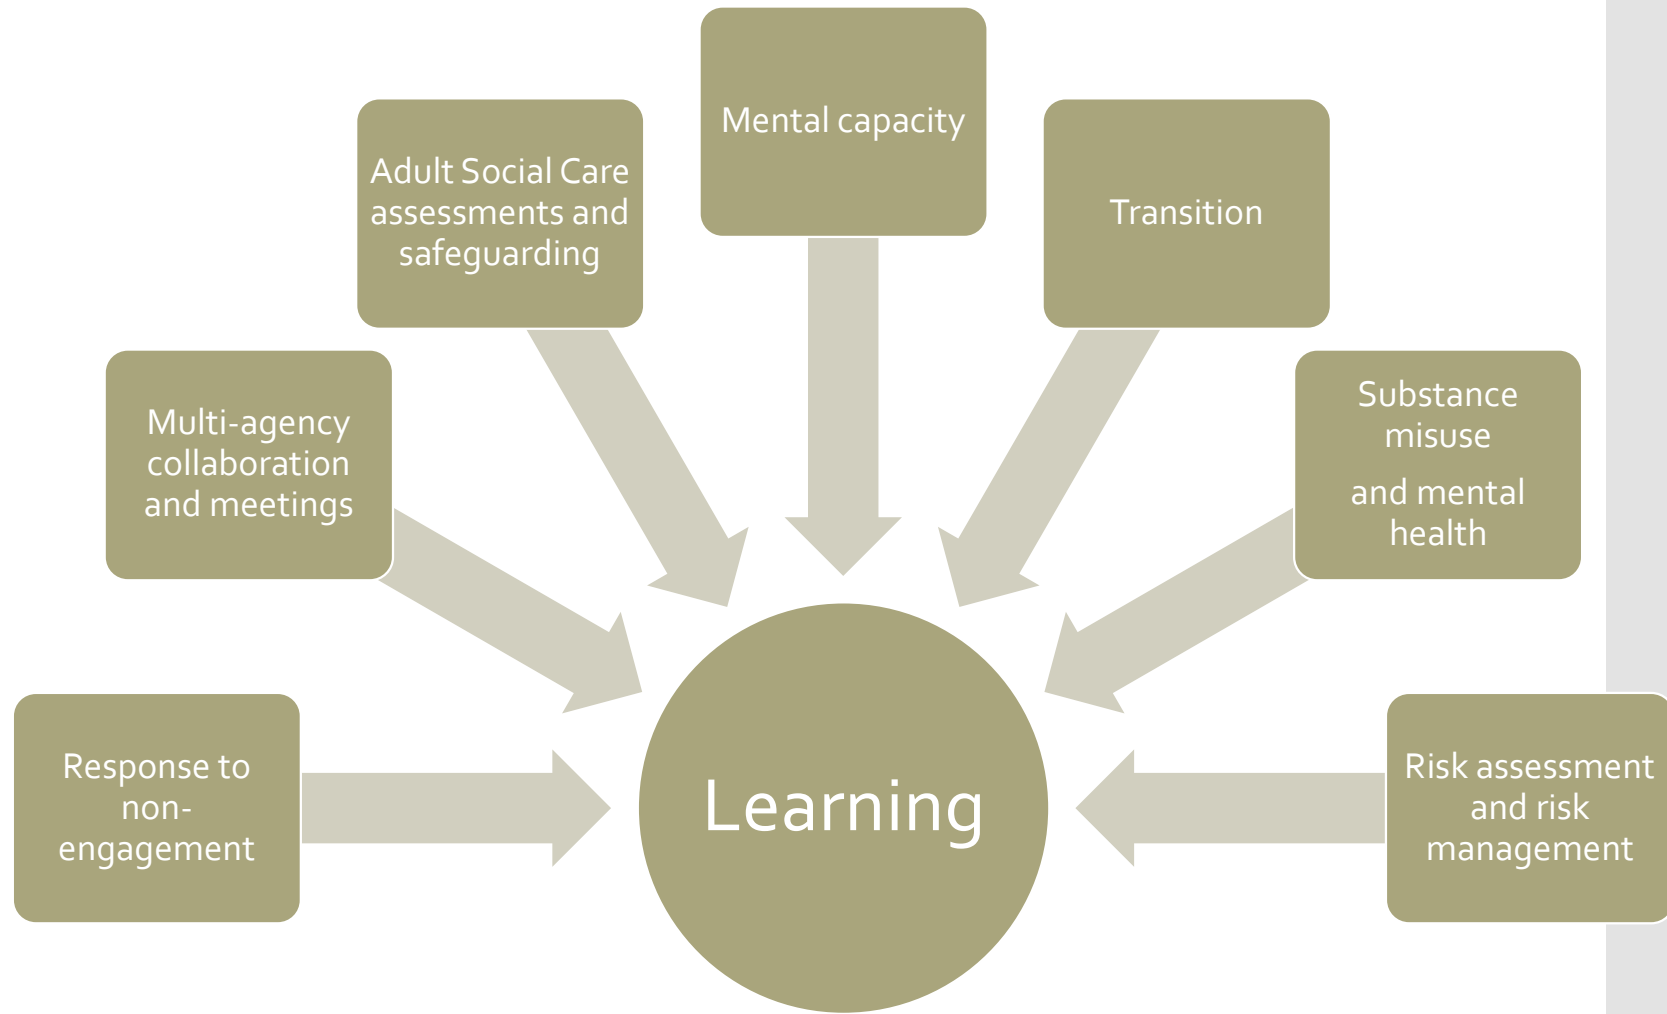 Mental capacity
Adult Social Care
assessments and
safeguarding
Transition
Multi-agency
collaboration
and meetings
Substance
misuse
and mental
health
Response to
non-
engagement
Learning
Risk assessment
and risk
management